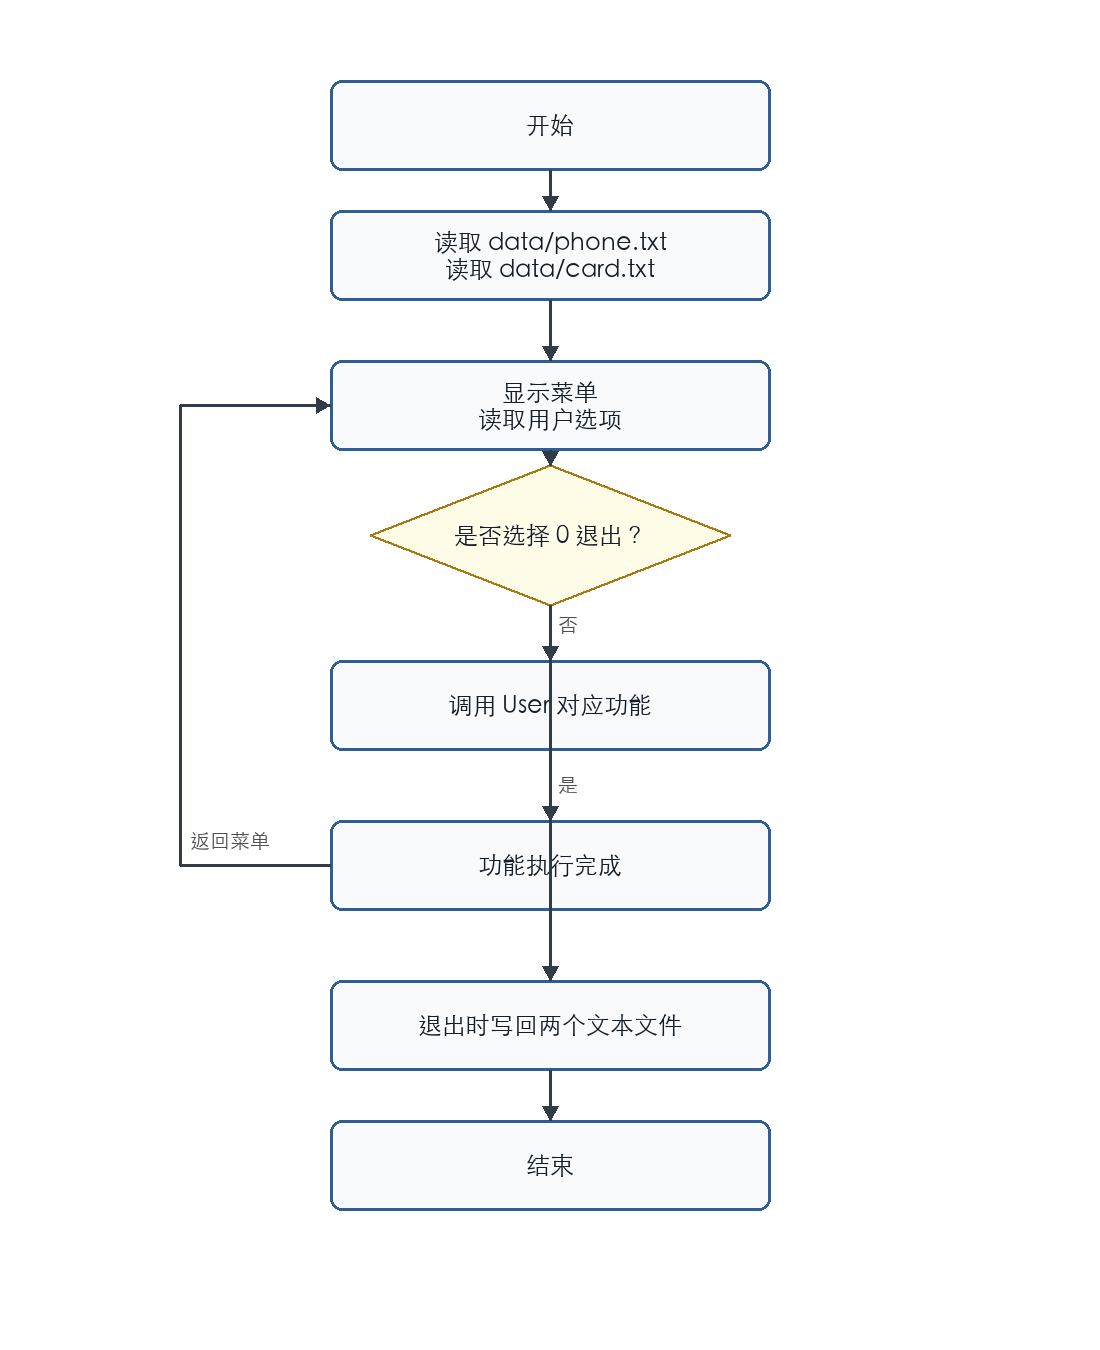 开始
读取 data/phone.txt
读取 data/card.txt
显示菜单
读取用户选项
是否选择 0 退出？
否
调用 User 对应功能
是
返回菜单
功能执行完成
退出时写回两个文本文件
结束